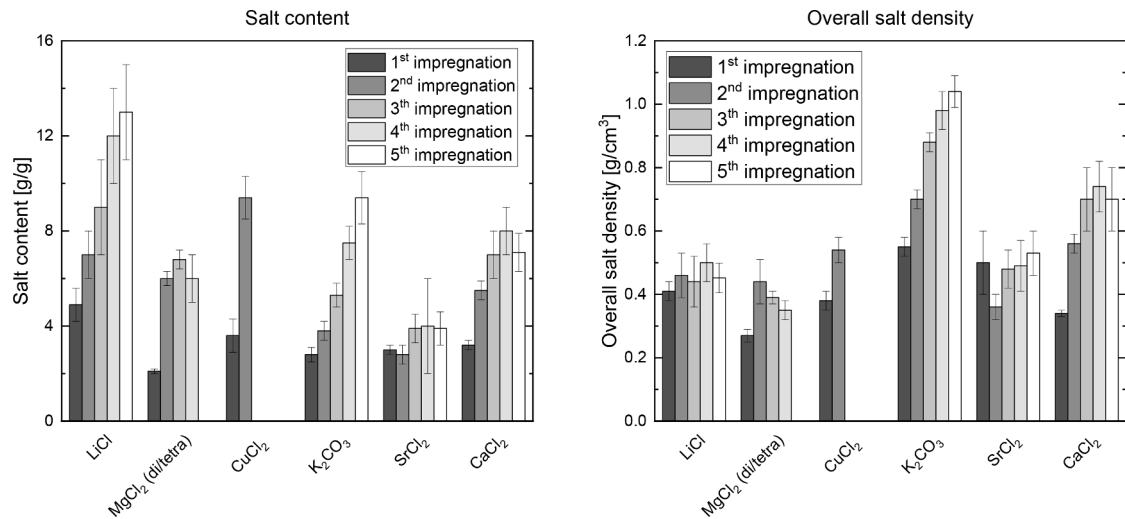 Salt content
Salt content [g/g]
16
12
8
4
0
1st impregnation
2nd impregnation
3th impregnation
4th impregnation
5th impregnation
LiCl
MgCl₂ (di/tetra)
CuCl₂
K₂CO₃
SrCl₂
CaCl₂
Overall salt density
Overall salt density [g/cm³]
1.2
1.0
0.8
0.6
0.4
0.2
0.0
1st impregnation
2nd impregnation
3th impregnation
4th impregnation
5th impregnation
LiCl
MgCl₂ (di/tetra)
CuCl₂
K₂CO₃
SrCl₂
CaCl₂